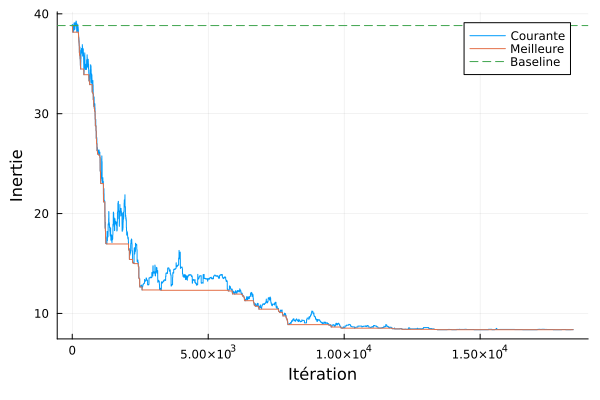 40
30
20
10
Inertie
0
5.00×10³
1.00×10⁴
1.50×10⁴
Itération
Courante
Meilleure
Baseline